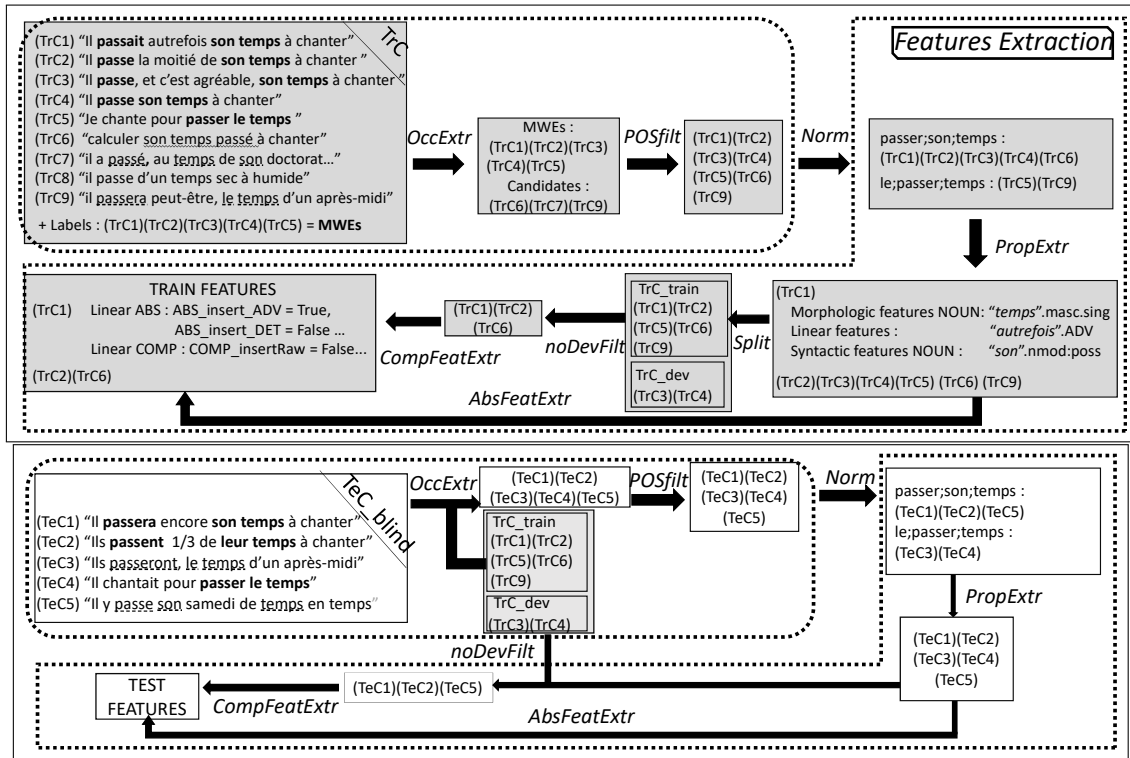 Features Extraction
TrC
(TrC1) “Il passait autrefois son temps à chanter”
(TrC2) “Il passe la moitié de son temps à chanter ”
(TrC3) “Il passe, et c’est agréable, son temps à chanter ”
(TrC4) “Il passe son temps à chanter”
(TrC5) “Je chante pour passer le temps ”
(TrC6) “calculer son temps passé à chanter”
(TrC7) “il a passé, au temps de son doctorat…”
(TrC8) “il passe d’un temps sec à humide”
(TrC9) “il passera peut-être, le temps d’un après-midi”
+ Labels : (TrC1)(TrC2)(TrC3)(TrC4)(TrC5) = MWEs
OccExtr
MWEs :
(TrC1)(TrC2)(TrC3)
(TrC4)(TrC5)
Candidates :
(TrC6)(TrC7)(TrC9)
POSfilt
(TrC1)(TrC2)
(TrC3)(TrC4)
(TrC5)(TrC6)
(TrC9)
Norm
passer;son;temps :
(TrC1)(TrC2)(TrC3)(TrC4)(TrC6)
le;passer;temps : (TrC5)(TrC9)
PropExtr
(TrC1)
Morphologic features NOUN: “temps”.masc.sing
Linear features : “autrefois”.ADV
Syntactic features NOUN : “son”.nmod:poss
(TrC2)(TrC3)(TrC4)(TrC5) (TrC6) (TrC9)
Split
TrC_train
(TrC1)(TrC2)
(TrC5)(TrC6)
(TrC9)
TrC_dev
(TrC3)(TrC4)
noDevFilt
(TrC1)(TrC2)
(TrC6)
CompFeatExtr
TRAIN FEATURES
(TrC1) Linear ABS : ABS_insert_ADV = True,
ABS_insert_DET = False …
Linear COMP : COMP_insertRaw = False...
(TrC2)(TrC6)
AbsFeatExtr
TeC_blind
(TeC1) “Il passera encore son temps à chanter”
(TeC2) “Ils passent 1/3 de leur temps à chanter”
(TeC3) “Ils passeront, le temps d’un après-midi”
(TeC4) “Il chantait pour passer le temps”
(TeC5) “Il y passe son samedi de temps en temps”
OccExtr
(TeC1)(TeC2)
(TeC3)(TeC4)(TeC5)
TrC_train
(TrC1)(TrC2)
(TrC5)(TrC6)
(TrC9)
TrC_dev
(TrC3)(TrC4)
POSfilt
(TeC1)(TeC2)
(TeC3)(TeC4)
(TeC5)
Norm
passer;son;temps :
(TeC1)(TeC2)(TeC5)
le;passer;temps :
(TeC3)(TeC4)
PropExtr
(TeC1)(TeC2)
(TeC3)(TeC4)
(TeC5)
noDevFilt
(TeC1)(TeC2)(TeC5)
CompFeatExtr
TEST
FEATURES
AbsFeatExtr